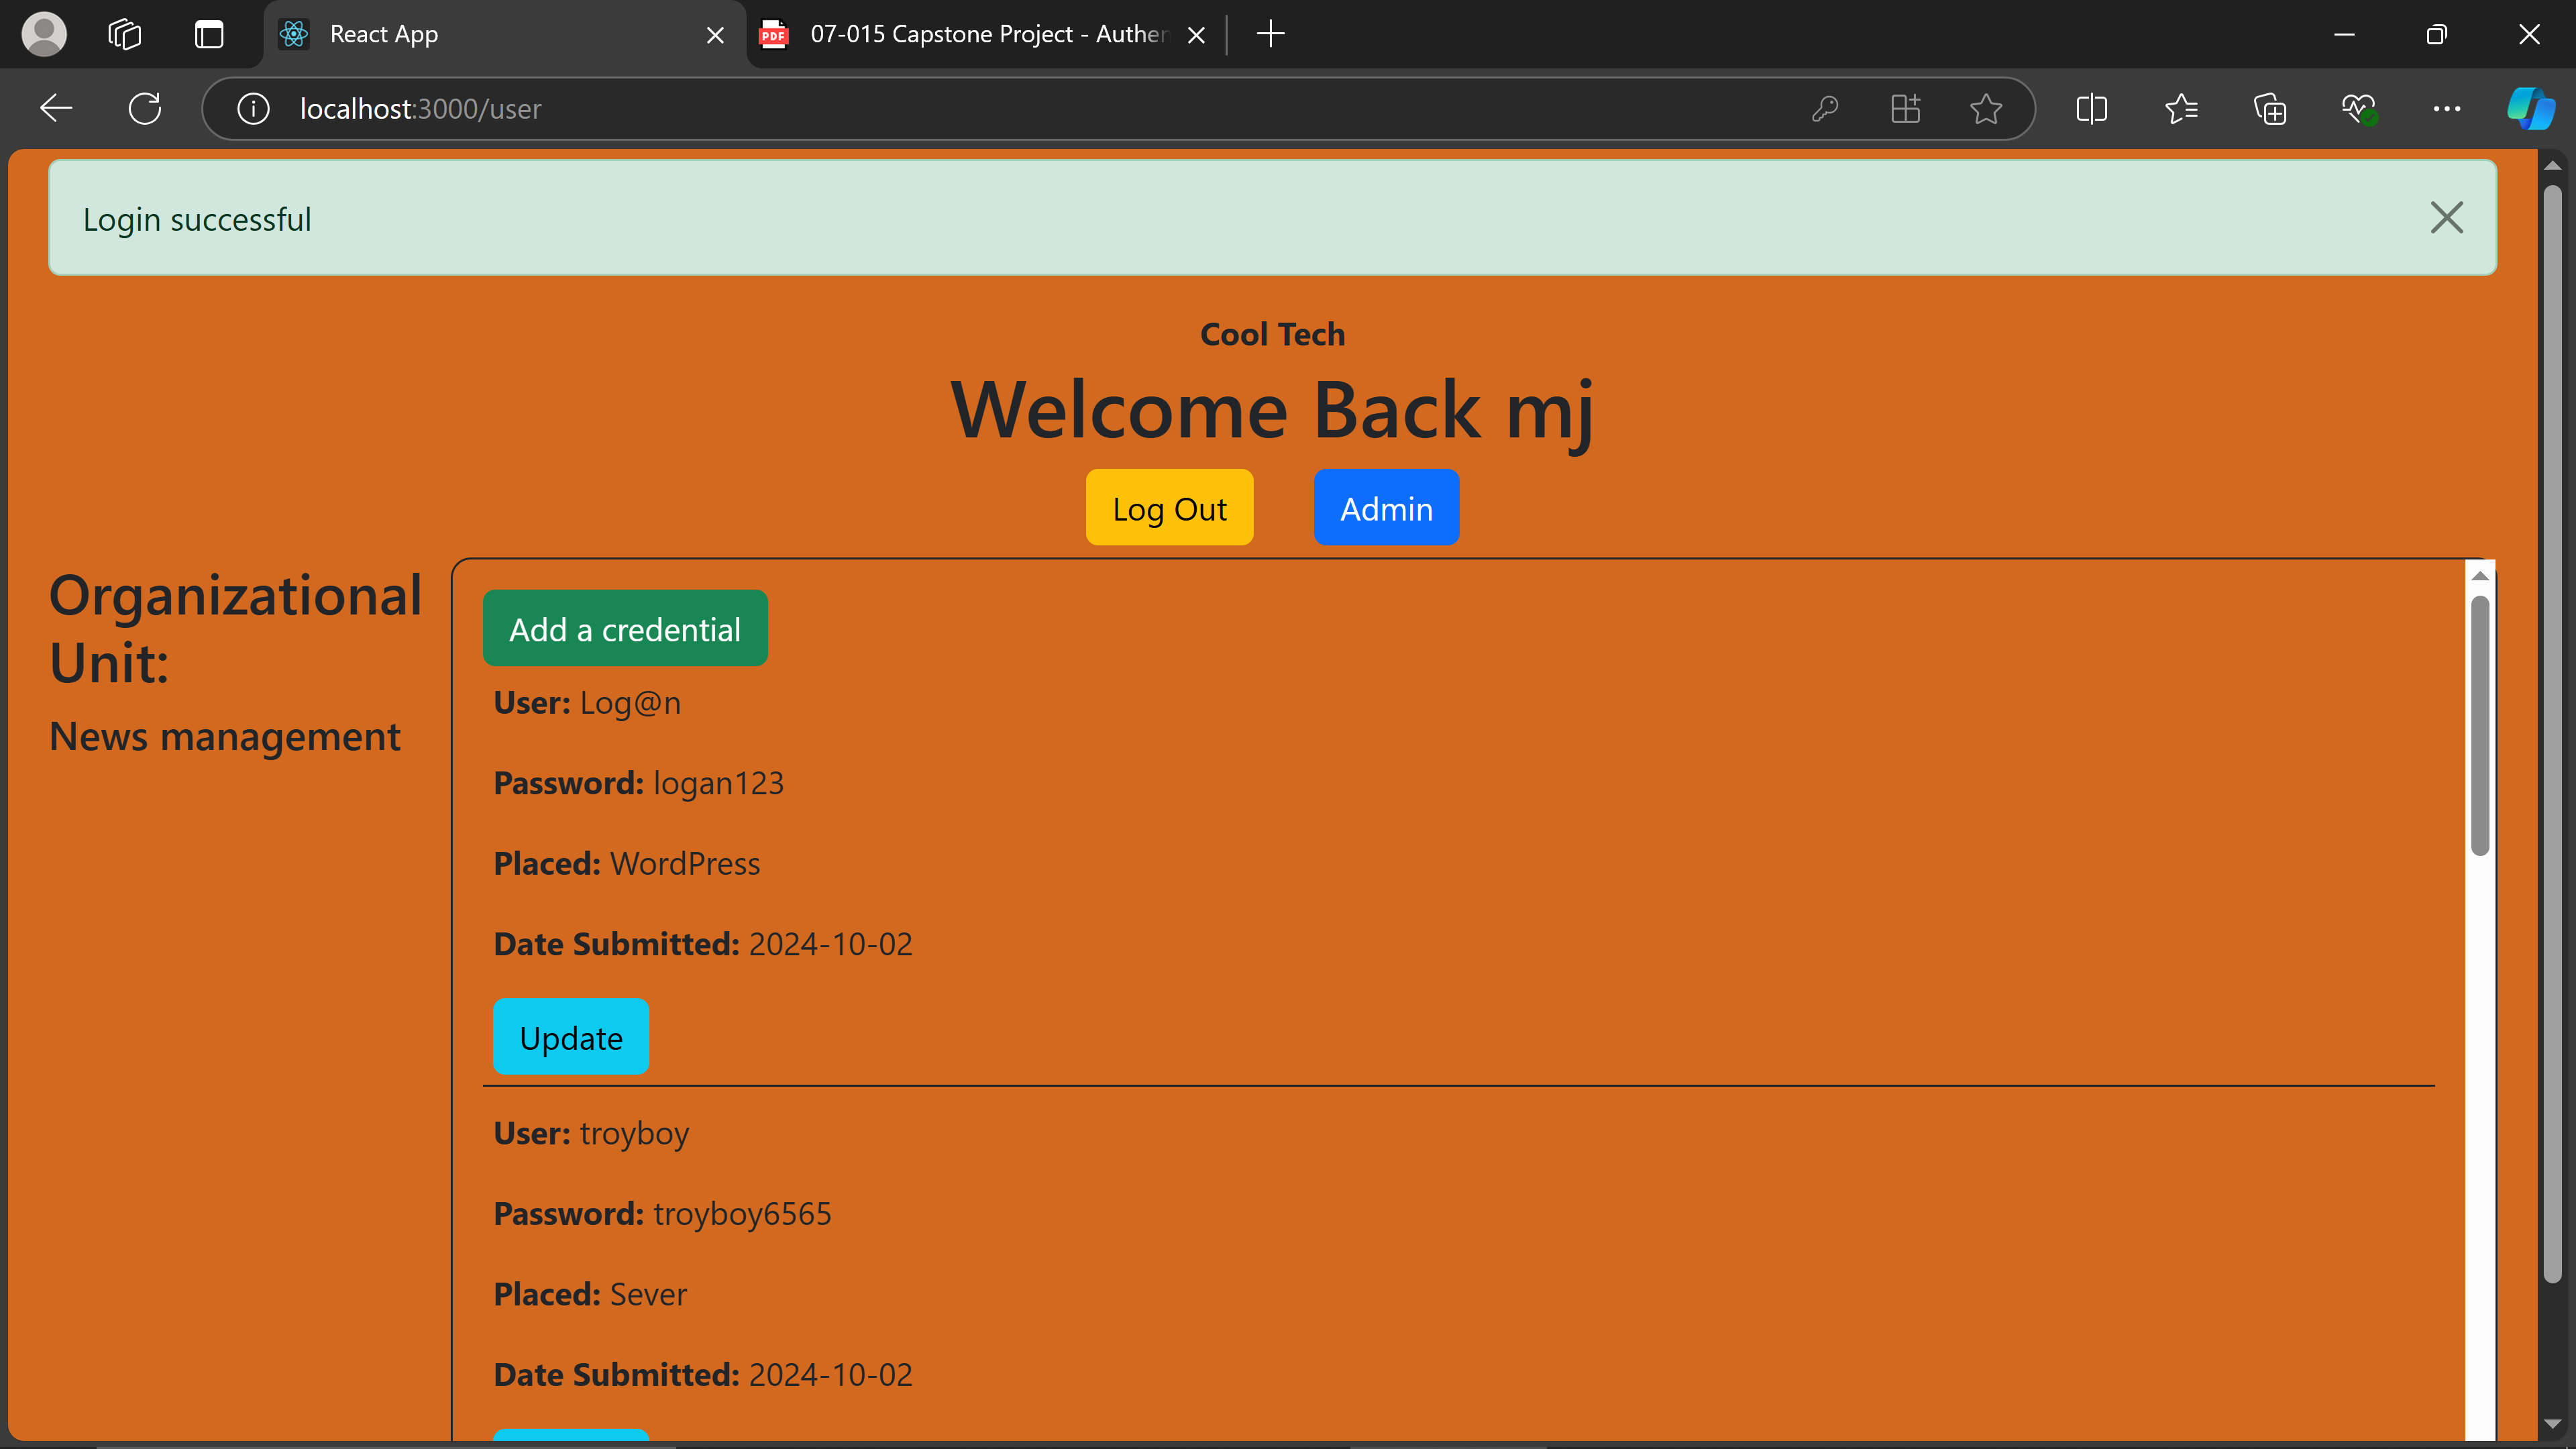 React App
07-015 Capstone Project - Authen
localhost:3000/user
Login successful
Cool Tech
Welcome Back mj
Log Out
Admin
Organizational
Unit:
News management
Add a credential
User: Log@n
Password: logan123
Placed: WordPress
Date Submitted: 2024-10-02
Update
User: troyboy
Password: troyboy6565
Placed: Sever
Date Submitted: 2024-10-02